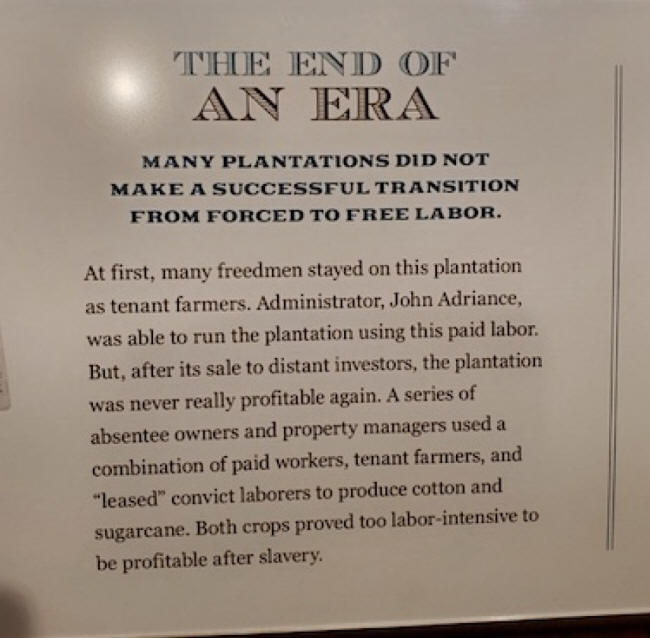 THE END OF
AN ERA
MANY PLANTATIONS DID NOT
MAKE A SUCCESSFUL TRANSITION
FROM FORCED TO FREE LABOR.
At first, many freedmen stayed on this plantation
as tenant farmers. Administrator, John Adriance,
was able to run the plantation using this paid labor.
But, after its sale to distant investors, the plantation
was never really profitable again. A series of
absentee owners and property managers used a
combination of paid workers, tenant farmers, and
“leased” convict laborers to produce cotton and
sugarcane. Both crops proved too labor-intensive to
be profitable after slavery.